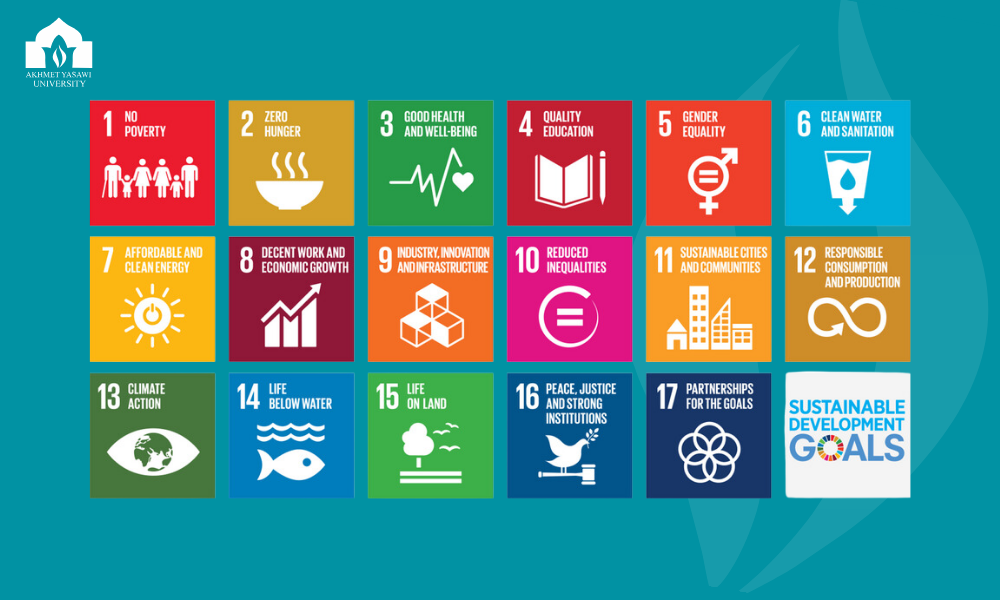 AKHMET YASAWI
UNIVERSITY
1 NO
POVERTY
2 ZERO
HUNGER
3 GOOD HEALTH
AND WELL-BEING
4 QUALITY
EDUCATION
5 GENDER
EQUALITY
6 CLEAN WATER
AND SANITATION
7 AFFORDABLE AND
CLEAN ENERGY
8 DECENT WORK AND
ECONOMIC GROWTH
9 INDUSTRY, INNOVATION
AND INFRASTRUCTURE
10 REDUCED
INEQUALITIES
11 SUSTAINABLE CITIES
AND COMMUNITIES
12 RESPONSIBLE
CONSUMPTION
AND PRODUCTION
13 CLIMATE
ACTION
14 LIFE
BELOW WATER
15 LIFE
ON LAND
16 PEACE, JUSTICE
AND STRONG
INSTITUTIONS
17 PARTNERSHIPS
FOR THE GOALS
SUSTAINABLE
DEVELOPMENT
GOALS